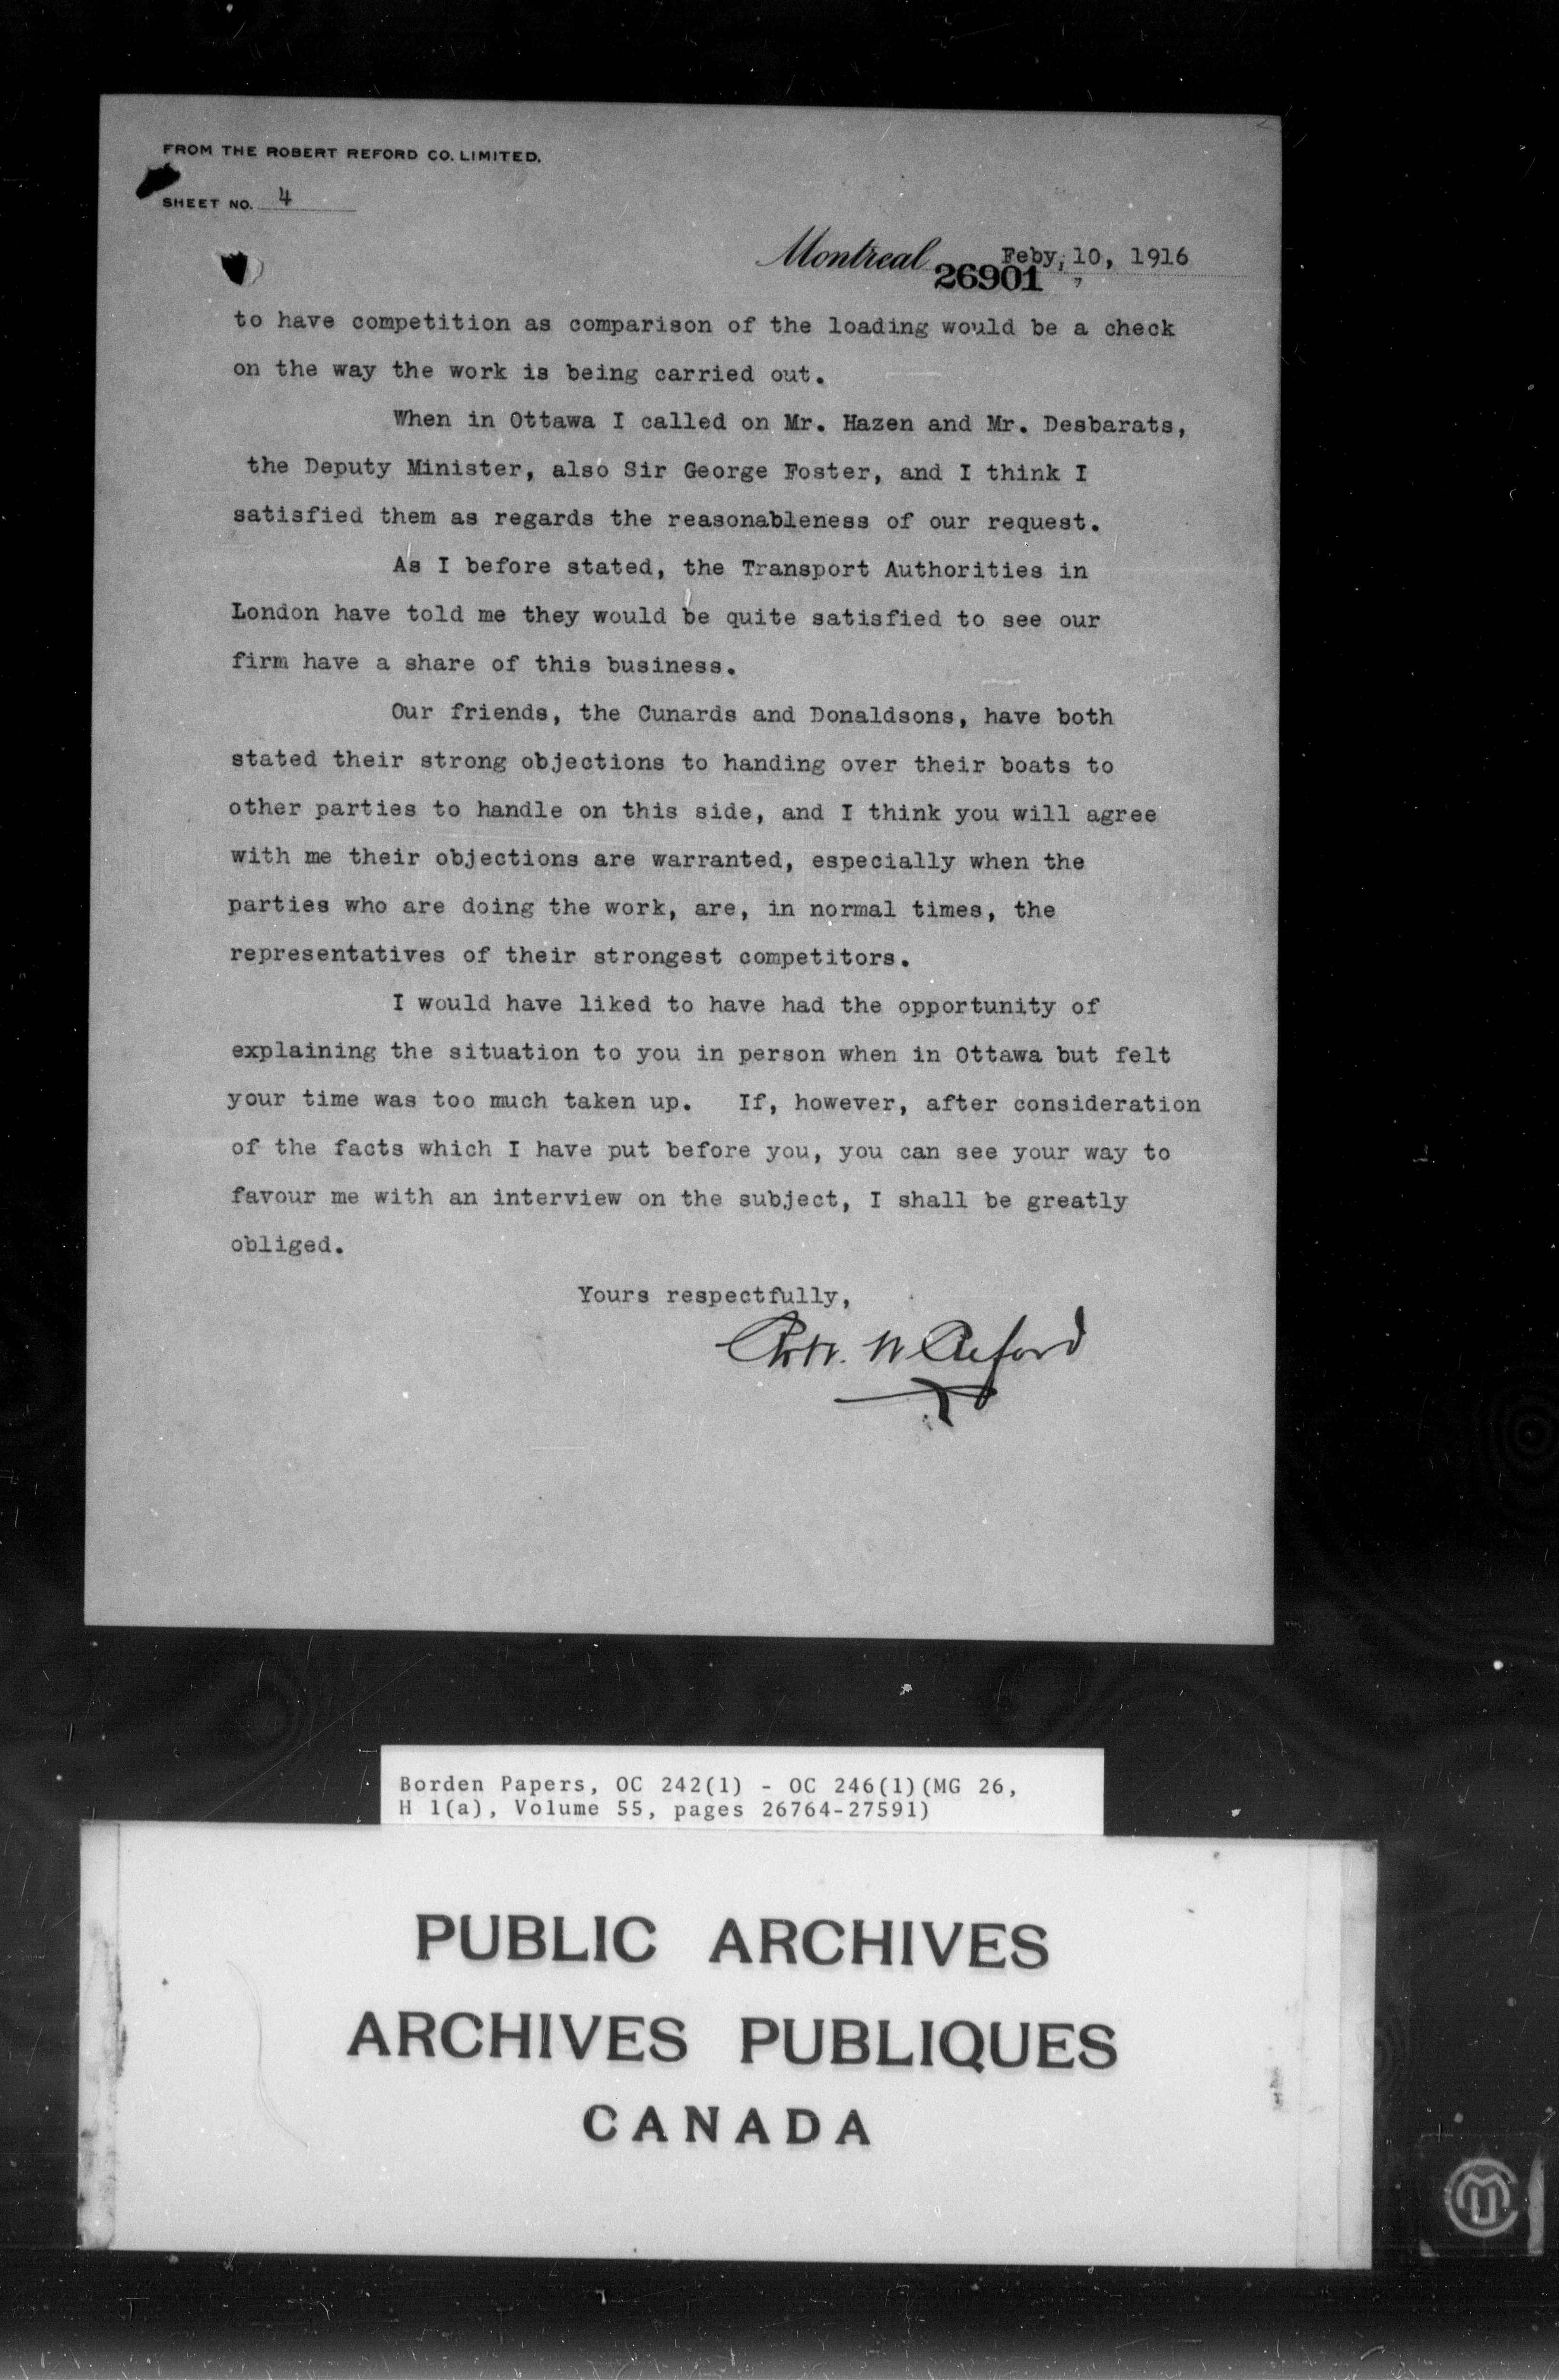 FROM THE ROBERT REFORD CO. LIMITED.
SHEET NO. 4
Montreal Feby, 10, 1916
26901
to have competition as comparison of the loading would be a check
on the way the work is being carried out.
When in Ottawa I called on Mr. Hazen and Mr. Desbarats,
the Deputy Minister, also Sir George Foster, and I think I
satisfied them as regards the reasonableness of our request.
As I before stated, the Transport Authorities in
London have told me they would be quite satisfied to see our
firm have a share of this business.
Our friends, the Cunards and Donaldsons, have both
stated their strong objections to handing over their boats to
other parties to handle on this side, and I think you will agree
with me their objections are warranted, especially when the
parties who are doing the work, are, in normal times, the
representatives of their strongest competitors.
I would have liked to have had the opportunity of
explaining the situation to you in person when in Ottawa but felt
your time was too much taken up. If, however, after consideration
of the facts which I have put before you, you can see your way to
favour me with an interview on the subject, I shall be greatly
obliged.
Yours respectfully,
W Reford
Borden Papers, OC 242(1) - OC 246(1)(MG 26,
H 1(a), Volume 55, pages 26764-27591)
PUBLIC ARCHIVES
ARCHIVES PUBLIQUES
CANADA